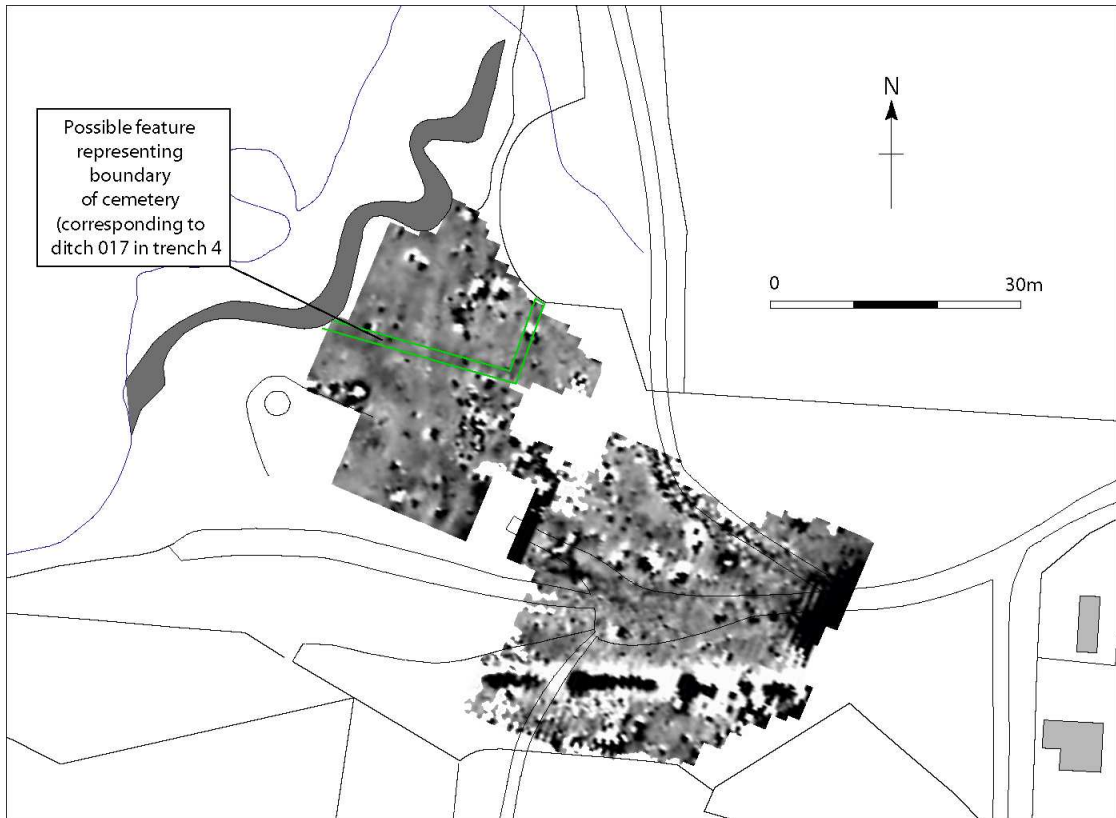 Possible feature
representing
boundary
of cemetery
(corresponding to
ditch 017 in trench 4
N
0 30m